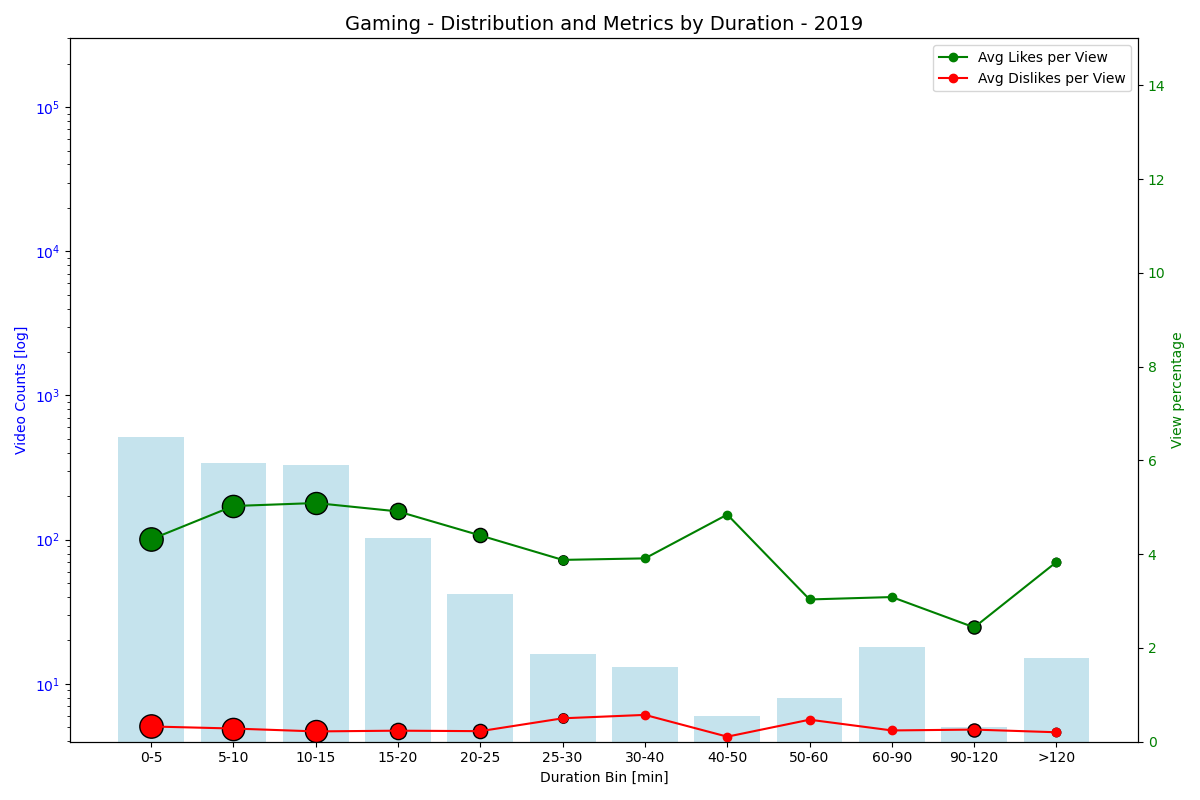 Gaming - Distribution and Metrics by Duration - 2019
Avg Likes per View
Avg Dislikes per View
Video Counts [log]
10^5
10^4
10^3
10^2
10^1
View percentage
14
12
10
8
6
4
2
0
0-5 5-10 10-15 15-20 20-25 25-30 30-40 40-50 50-60 60-90 90-120 >120
Duration Bin [min]